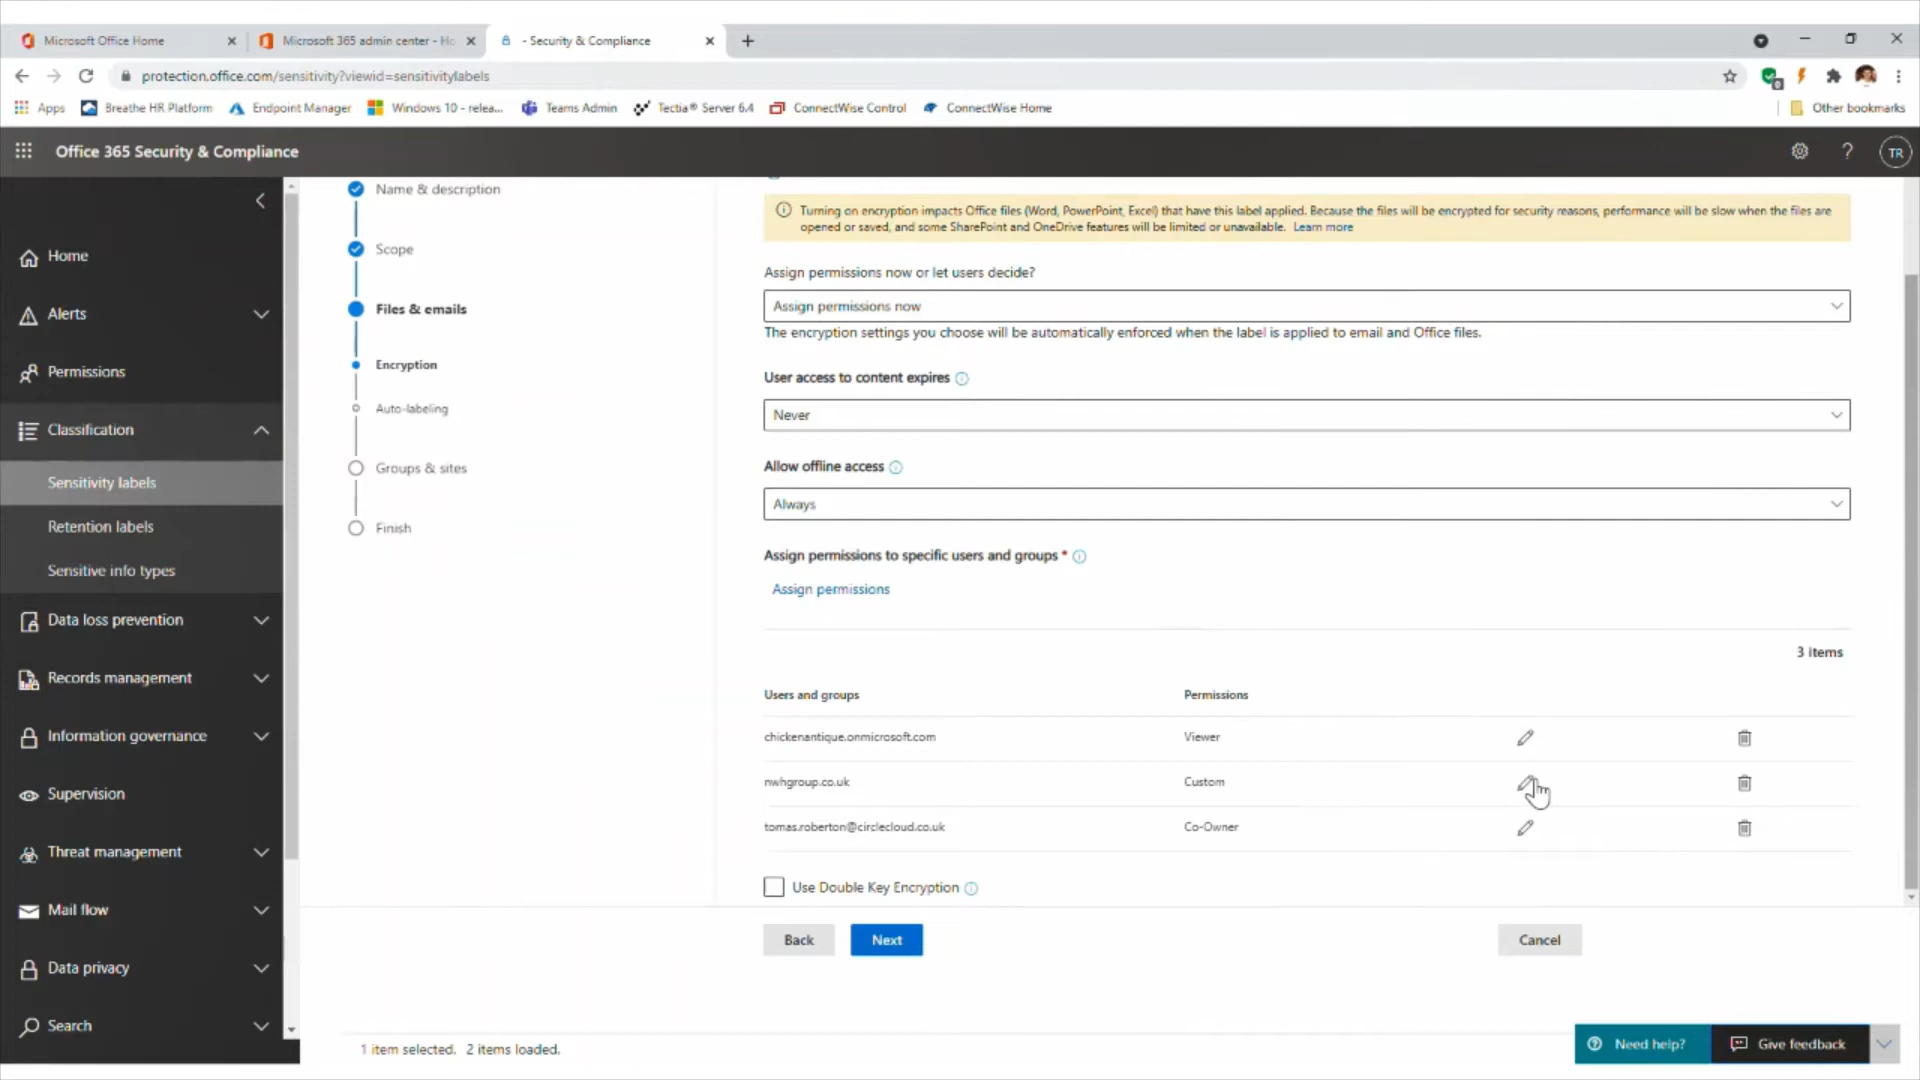 Microsoft Office Home
Microsoft 365 admin center - Ho
- Security & Compliance
protection.office.com/sensitivity?viewid=sensitivitylabels
Apps
Breathe HR Platform
Endpoint Manager
Windows 10 - relea...
Teams Admin
Tectia® Server 6.4
ConnectWise Control
ConnectWise Home
Other bookmarks
Office 365 Security & Compliance
?
TR
Home
Alerts
Permissions
Classification
Sensitivity labels
Retention labels
Sensitive info types
Data loss prevention
Records management
Information governance
Supervision
Threat management
Mail flow
Data privacy
Search
Name & description
Scope
Files & emails
Encryption
Auto-labeling
Groups & sites
Finish
Turning on encryption impacts Office files (Word, PowerPoint, Excel) that have this label applied. Because the files will be encrypted for security reasons, performance will be slow when the files are
opened or saved, and some SharePoint and OneDrive features will be limited or unavailable. Learn more
Assign permissions now or let users decide?
Assign permissions now
The encryption settings you choose will be automatically enforced when the label is applied to email and Office files.
User access to content expires
Never
Allow offline access
Always
Assign permissions to specific users and groups *
Assign permissions
3 items
Users and groups Permissions
chickenantique.onmicrosoft.com Viewer
nwhgroup.co.uk Custom
tomas.roberton@circlecloud.co.uk Co-Owner
Use Double Key Encryption
Back
Next
Cancel
1 item selected. 2 items loaded.
Need help?
Give feedback